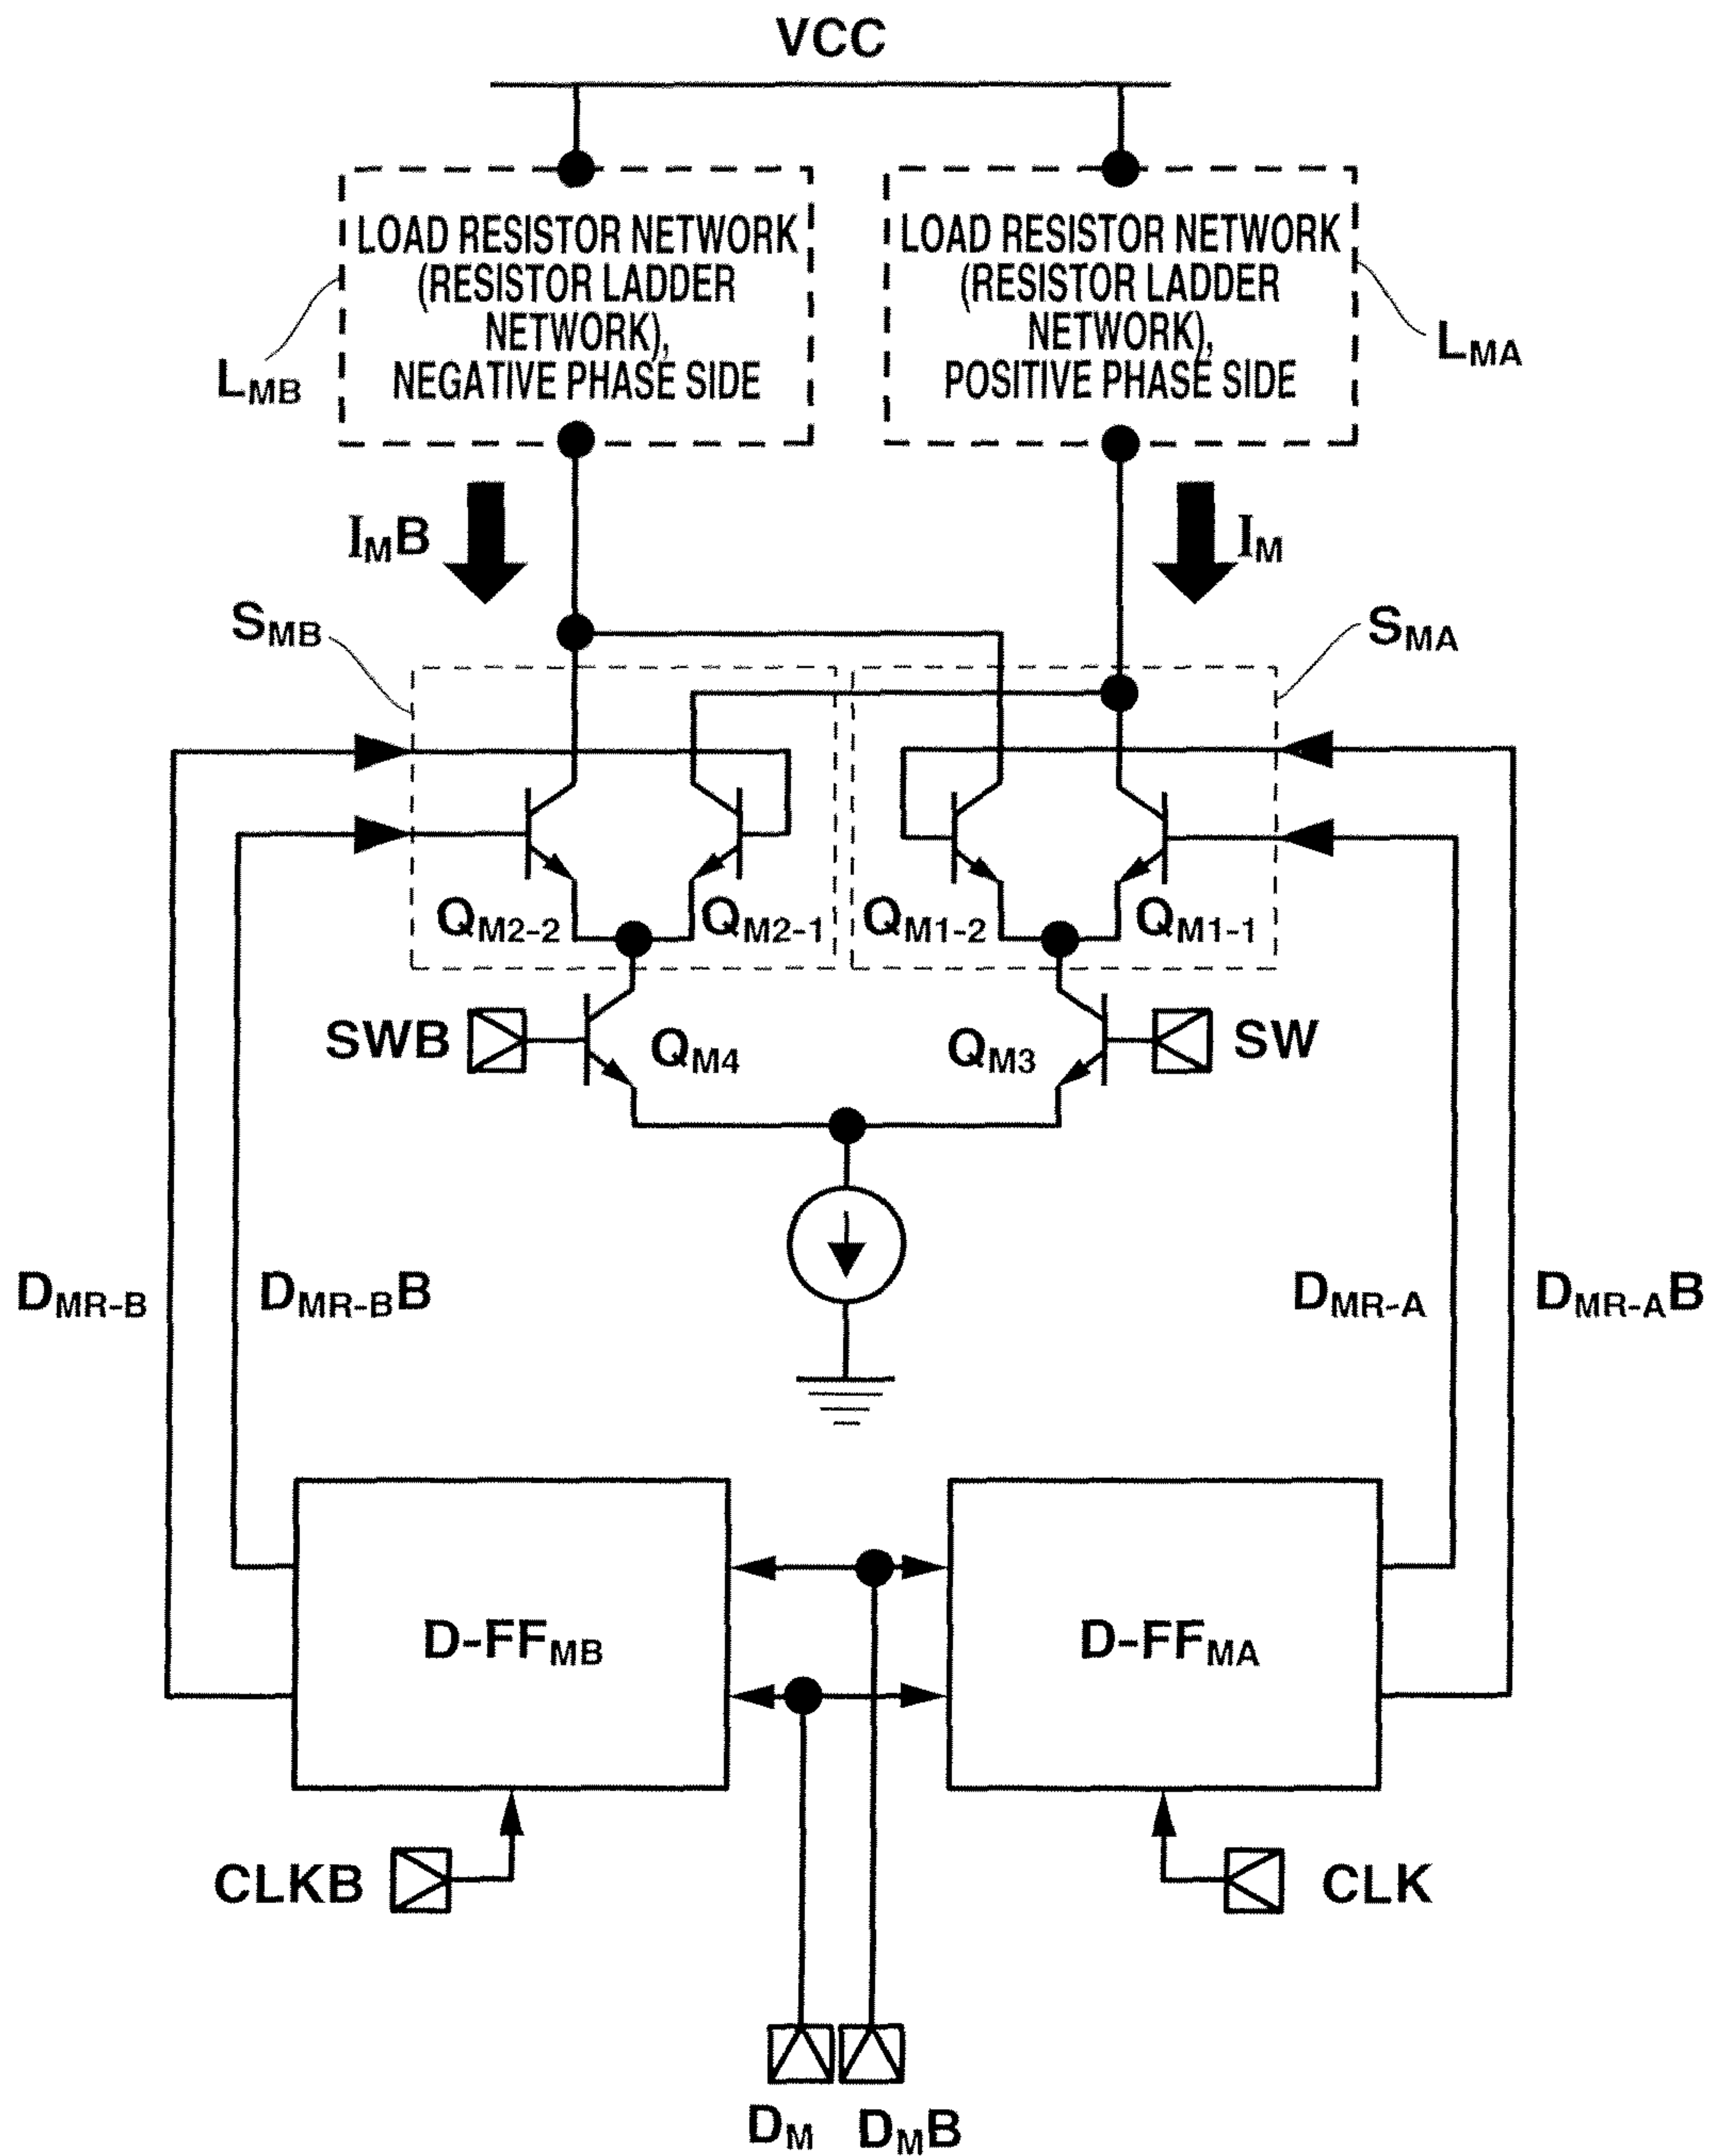 VCC
LOAD RESISTOR NETWORK
(RESISTOR LADDER
NETWORK),
NEGATIVE PHASE SIDE
LOAD RESISTOR NETWORK
(RESISTOR LADDER
NETWORK),
POSITIVE PHASE SIDE
LMB
LMA
IMB
IM
SMB
SMA
QM2-2
QM2-1
QM1-2
QM1-1
SWB
QM4
QM3
SW
DMR-B
DMR-BB
DMR-A
DMR-AB
D-FFMB
D-FFMA
CLKB
CLK
DM
DMB